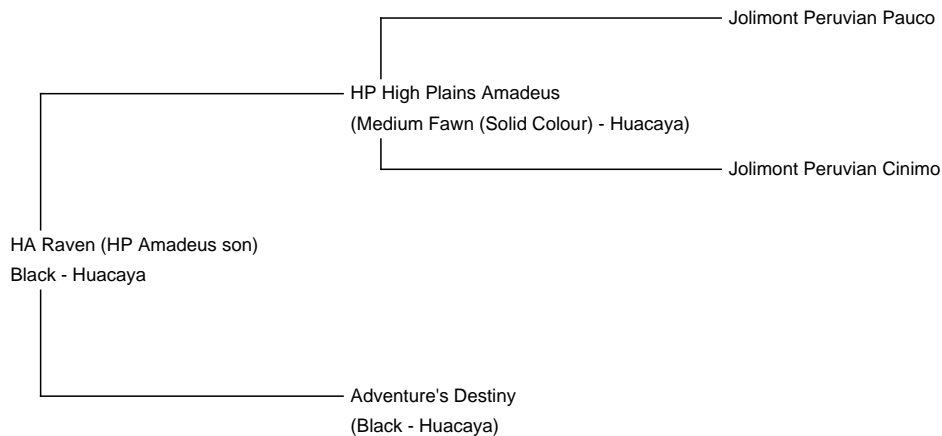 Jolimont Peruvian Pauco
HP High Plains Amadeus
(Medium Fawn (Solid Colour) - Huacaya)
Jolimont Peruvian Cinimo
HA Raven (HP Amadeus son)
Black - Huacaya
Adventure's Destiny
(Black - Huacaya)